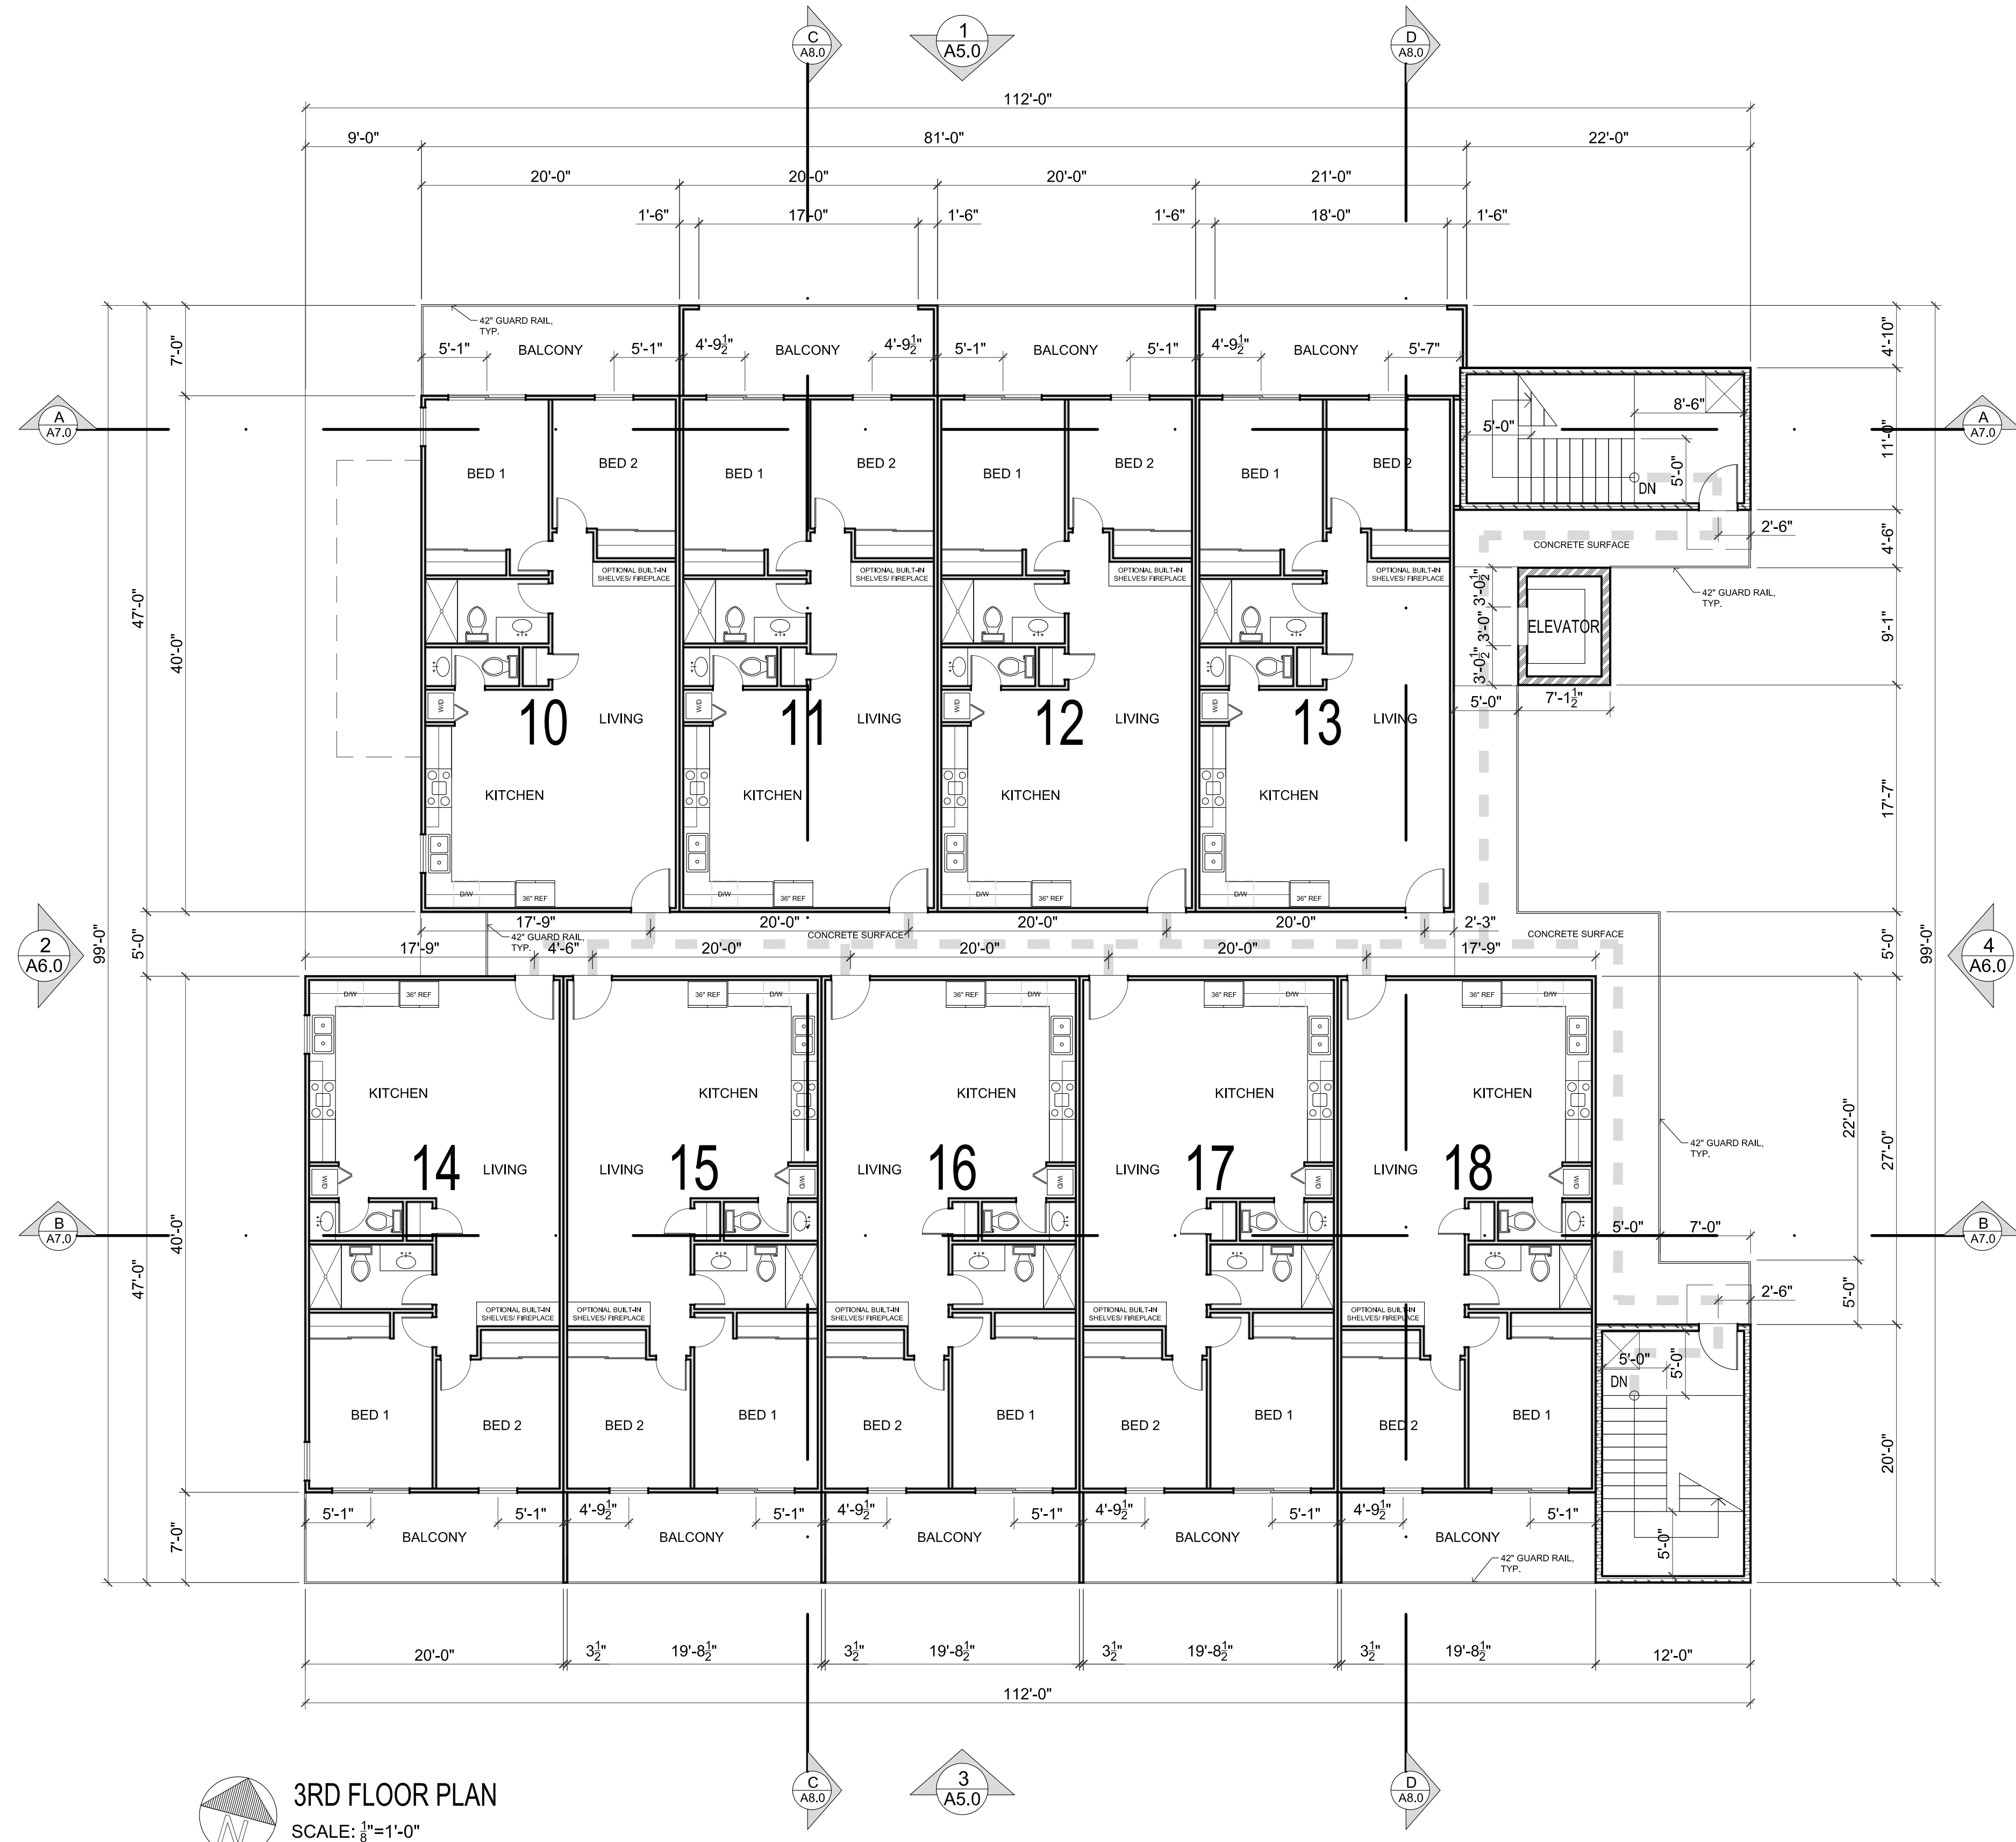 C
A8.0
1
A5.0
D
A8.0
112'-0"
9'-0"
81'-0"
22'-0"
20'-0"
20'-0"
20'-0"
21'-0"
1'-6"
17'-0"
1'-6"
1'-6"
18'-0"
1'-6"
42" GUARD RAIL,
TYP.
5'-1"
BALCONY
5'-1"
4'-9½"
BALCONY
4'-9½"
5'-1"
BALCONY
5'-1"
4'-9½"
BALCONY
5'-7"
7'-0"
4'-10"
A
A7.0
A
A7.0
8'-6"
5'-0"
5'-0"
DN
11'-0"
BED 1
BED 2
BED 1
BED 2
BED 1
BED 2
BED 1
BED 2
2'-6"
CONCRETE SURFACE
4'-6"
OPTIONAL BUILT-IN
SHELVES/ FIREPLACE
OPTIONAL BUILT-IN
SHELVES/ FIREPLACE
OPTIONAL BUILT-IN
SHELVES/ FIREPLACE
OPTIONAL BUILT-IN
SHELVES/ FIREPLACE
42" GUARD RAIL,
TYP.
3'-0½"
3'-0"
3'-0½"
ELEVATOR
9'-1"
47'-0"
40'-0"
5'-0"
7'-1½"
W/D
W/D
W/D
W/D
10
LIVING
11
LIVING
12
LIVING
13
LIVING
KITCHEN
KITCHEN
KITCHEN
KITCHEN
17'-7"
D/W
36" REF
D/W
36" REF
D/W
36" REF
D/W
36" REF
17'-9"
20'-0"
20'-0"
20'-0"
2'-3"
42" GUARD RAIL,
TYP.
CONCRETE SURFACE
CONCRETE SURFACE
17'-9"
4'-6"
20'-0"
20'-0"
20'-0"
17'-9"
2
A6.0
99'-0"
5'-0"
5'-0"
99'-0"
4
A6.0
D/W
36" REF
36" REF
D/W
36" REF
D/W
36" REF
D/W
36" REF
D/W
KITCHEN
KITCHEN
KITCHEN
KITCHEN
KITCHEN
22'-0"
27'-0"
42" GUARD RAIL,
TYP.
14
LIVING
LIVING
15
LIVING
16
LIVING
17
LIVING
18
W/D
W/D
W/D
W/D
W/D
B
A7.0
B
A7.0
40'-0"
47'-0"
5'-0"
7'-0"
2'-6"
5'-0"
OPTIONAL BUILT-IN
SHELVES/ FIREPLACE
OPTIONAL BUILT-IN
SHELVES/ FIREPLACE
OPTIONAL BUILT-IN
SHELVES/ FIREPLACE
OPTIONAL BUILT-IN
SHELVES/ FIREPLACE
OPTIONAL BUILT-IN
SHELVES/ FIREPLACE
5'-0"
5'-0"
DN
BED 1
BED 2
BED 2
BED 1
BED 2
BED 1
BED 2
BED 1
BED 2
BED 1
20'-0"
5'-1"
BALCONY
5'-1"
4'-9½"
BALCONY
5'-1"
4'-9½"
BALCONY
5'-1"
4'-9½"
BALCONY
5'-1"
4'-9½"
BALCONY
5'-1"
7'-0"
5'-0"
42" GUARD RAIL,
TYP.
20'-0"
3½"
19'-8½"
3½"
19'-8½"
3½"
19'-8½"
3½"
19'-8½"
12'-0"
112'-0"
C
A8.0
3
A5.0
D
A8.0
N
3RD FLOOR PLAN
SCALE: ⅛"=1'-0"